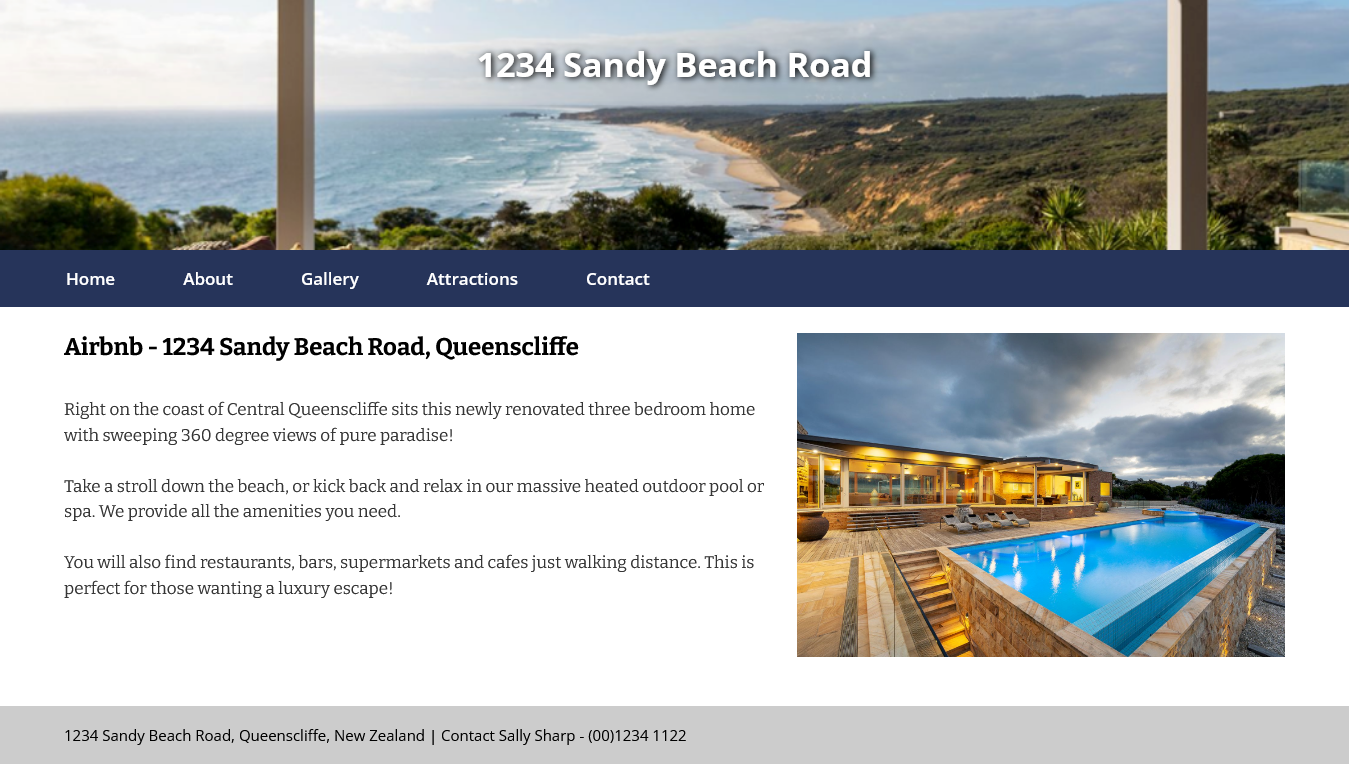 1234 Sandy Beach Road
Home About Gallery Attractions Contact
Airbnb - 1234 Sandy Beach Road, Queenscliffe
Right on the coast of Central Queenscliffe sits this newly renovated three bedroom home
with sweeping 360 degree views of pure paradise!
Take a stroll down the beach, or kick back and relax in our massive heated outdoor pool or
spa. We provide all the amenities you need.
You will also find restaurants, bars, supermarkets and cafes just walking distance. This is
perfect for those wanting a luxury escape!
1234 Sandy Beach Road, Queenscliffe, New Zealand | Contact Sally Sharp - (00)1234 1122